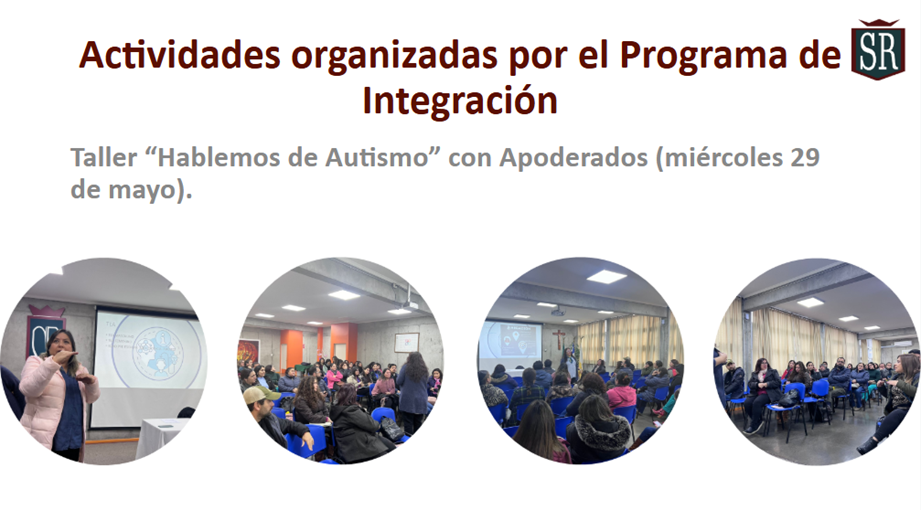 Actividades organizadas por el Programa de
SR
Integración
Taller “Hablemos de Autismo” con Apoderados (miércoles 29
de mayo).